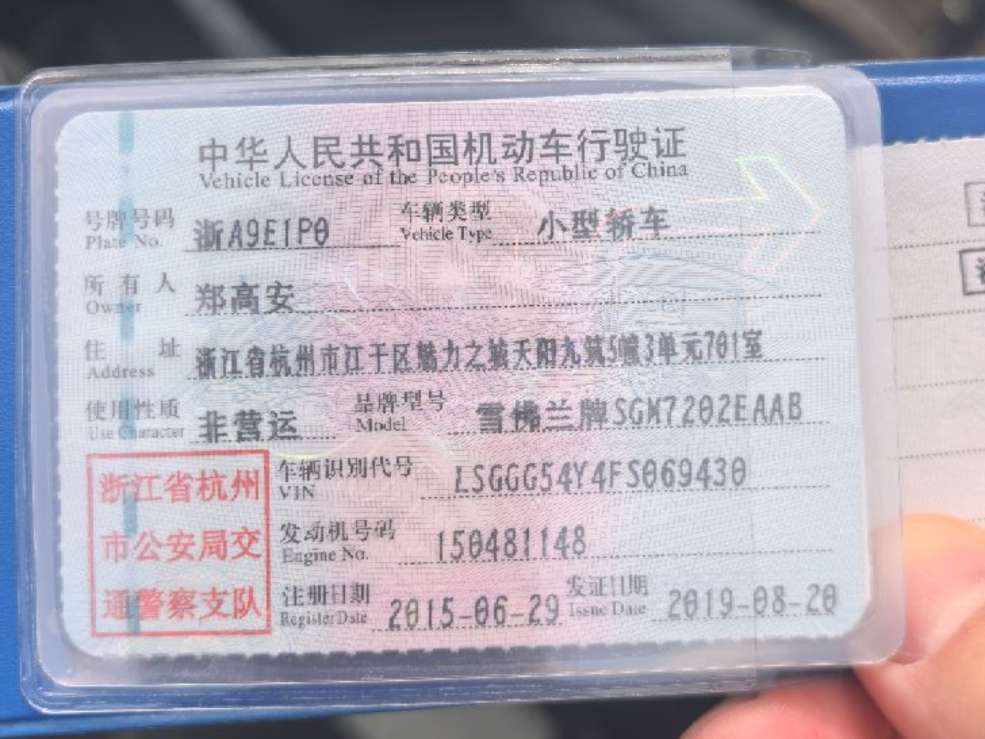 中华人民共和国机动车行驶证
Vehicle License of the People's Republic of China
号牌号码 浙A9E1P0 车辆类型 小型轿车
Plate No. Vehicle Type
所有人 郑高安
Owner
住址 浙江省杭州市江干区魅力之城天阳九筑5幢3单元701室
Address
使用性质 非营运 品牌型号 雪佛兰牌SGM7202EAAB
Use Character Model
浙江省杭州
市公安局交
通警察支队
车辆识别代号 LSGGG54Y4FS069430
VIN
发动机号码 150481148
Engine No.
注册日期 2015-06-29 发证日期 2019-08-20
Register Date Issue Date